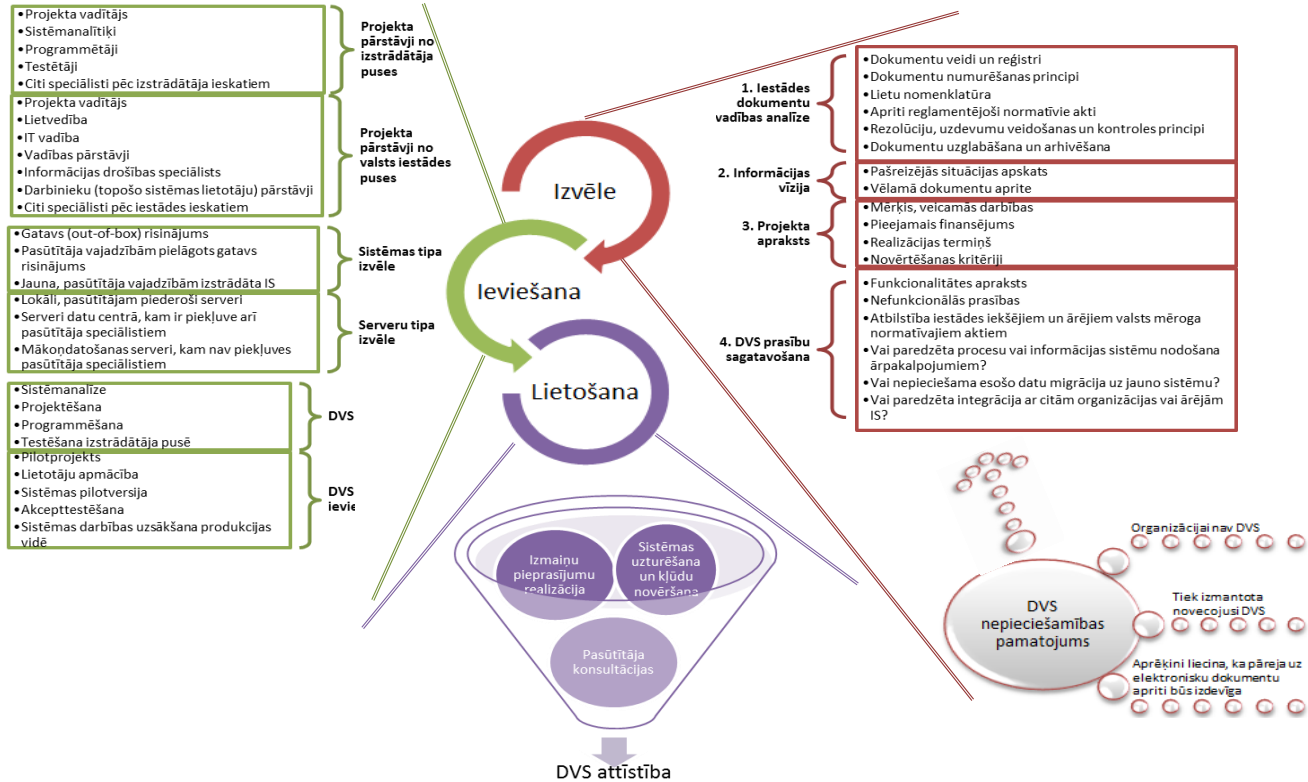 •Projekta vadītājs
•Sistēmanalītiķi
•Programmētāji
•Testētāji
•Citi speciālisti pēc izstrādātāja ieskatiem
Projekta
pārstāvji no
izstrādātāja
puses
•Projekta vadītājs
•Lietvedība
•IT vadība
•Vadības pārstāvji
•Informācijas drošības speciālists
•Darbinieku (topošo sistēmas lietotāju) pārstāvji
•Citi speciālisti pēc iestādes ieskatiem
Projekta
pārstāvji no
valsts iestādes
puses
•Gatavs (out-of-box) risinājums
•Pasūtītāja vajadzībām pielāgots gatavs
risinājums
•Jauna, pasūtītāja vajadzībām izstrādāta IS
Sistēmas tipa
izvēle
•Lokāli, pasūtītājam piederoši serveri
•Serveri datu centrā, kam ir piekļuve arī
pasūtītāja speciālistiem
•Mākoņdatošanas serveri, kam nav piekļuves
pasūtītāja speciālistiem
Serveru tipa
izvēle
•Sistēmanalīze
•Projektēšana
•Programmēšana
•Testēšana izstrādātāja pusē
DVS
•Pilotprojekts
•Lietotāju apmācība
•Sistēmas pilotversija
•Akcepttestēšana
•Sistēmas darbības uzsākšana produkcijas
vidē
DVS
ievie
Izvēle
Ieviešana
Lietošana
1. Iestādes
dokumentu
vadības analīze
•Dokumentu veidi un reģistri
•Dokumentu numurēšanas principi
•Lietu nomenklatūra
•Apriti reglamentējoši normatīvie akti
•Rezolūciju, uzdevumu veidošanas un kontroles principi
•Dokumentu uzglabāšana un arhivēšana
2. Informācijas
vīzija
•Pašreizējās situācijas apskats
•Vēlamā dokumentu aprite
3. Projekta
apraksts
•Mērķis, veicamās darbības
•Pieejamais finansējums
•Realizācijas termiņš
•Novērtēšanas kritēriji
4. DVS prasību
sagatavošana
•Funkcionalitātes apraksts
•Nefunkcionālās prasības
•Atbilstība iestādes iekšējiem un ārējiem valsts mēroga
normatīvajiem aktiem
•Vai paredzēta procesu vai informācijas sistēmu nodošana
ārpakalpojumiem?
•Vai nepieciešama esošo datu migrācija uz jauno sistēmu?
•Vai paredzēta integrācija ar citām organizācijas vai ārējām
IS?
Izmaiņu
pieprasījumu
realizācija
Sistēmas
uzturēšana
un kļūdu
novēršana
Pasūtītāja
konsultācijas
DVS attīstība
DVS
nepieciešamības
pamatojums
Organizācijai nav DVS
Tiek izmantota
novecojusi DVS
Aprēķini liecina, ka pāreja uz
elektronisku dokumentu
apriti būs izdevīga